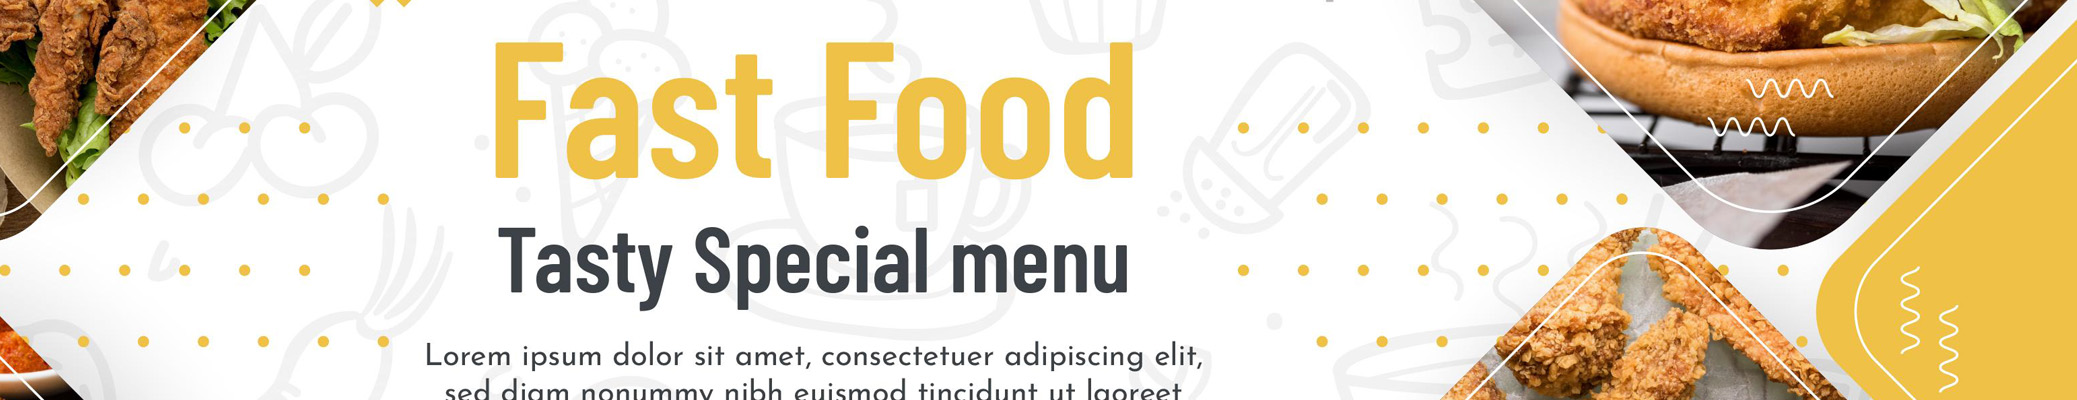 Fast Food
Tasty Special menu
Lorem ipsum dolor sit amet, consectetuer adipiscing elit,
sed diam nonummy nibh euismod tincidunt ut laoreet